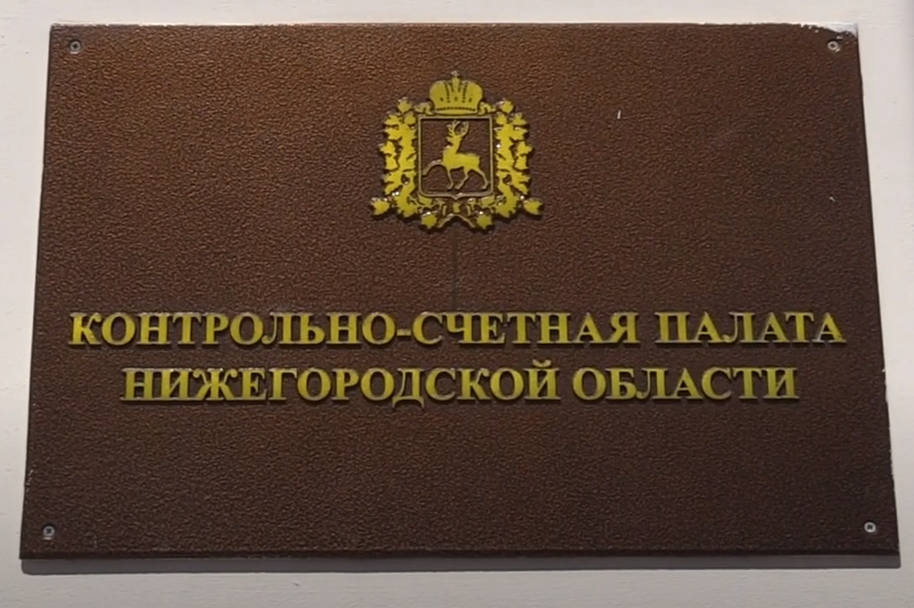 КОНТРОЛЬНО-СЧЕТНАЯ ПАЛАТА
НИЖЕГОРОДСКОЙ ОБЛАСТИ